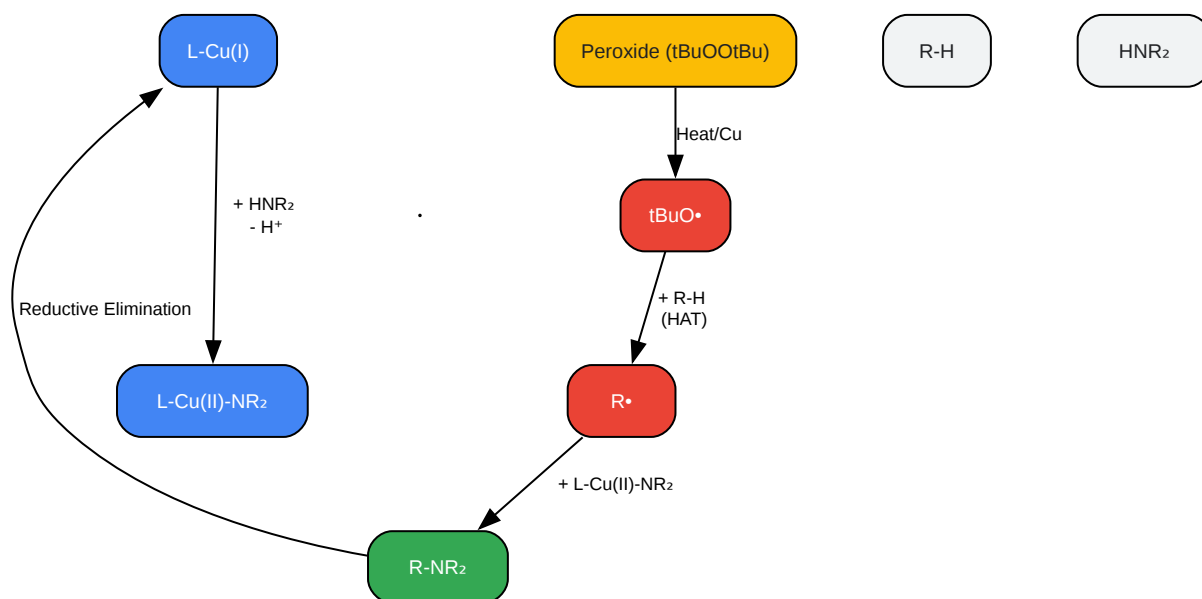 L-Cu(I)
Peroxide (tBuOOtBu)
R-H
HNR₂
Heat/Cu
+ HNR₂
- H⁺
tBuO•
Reductive Elimination
+ R-H
(HAT)
L-Cu(II)-NR₂
R•
+ L-Cu(II)-NR₂
R-NR₂